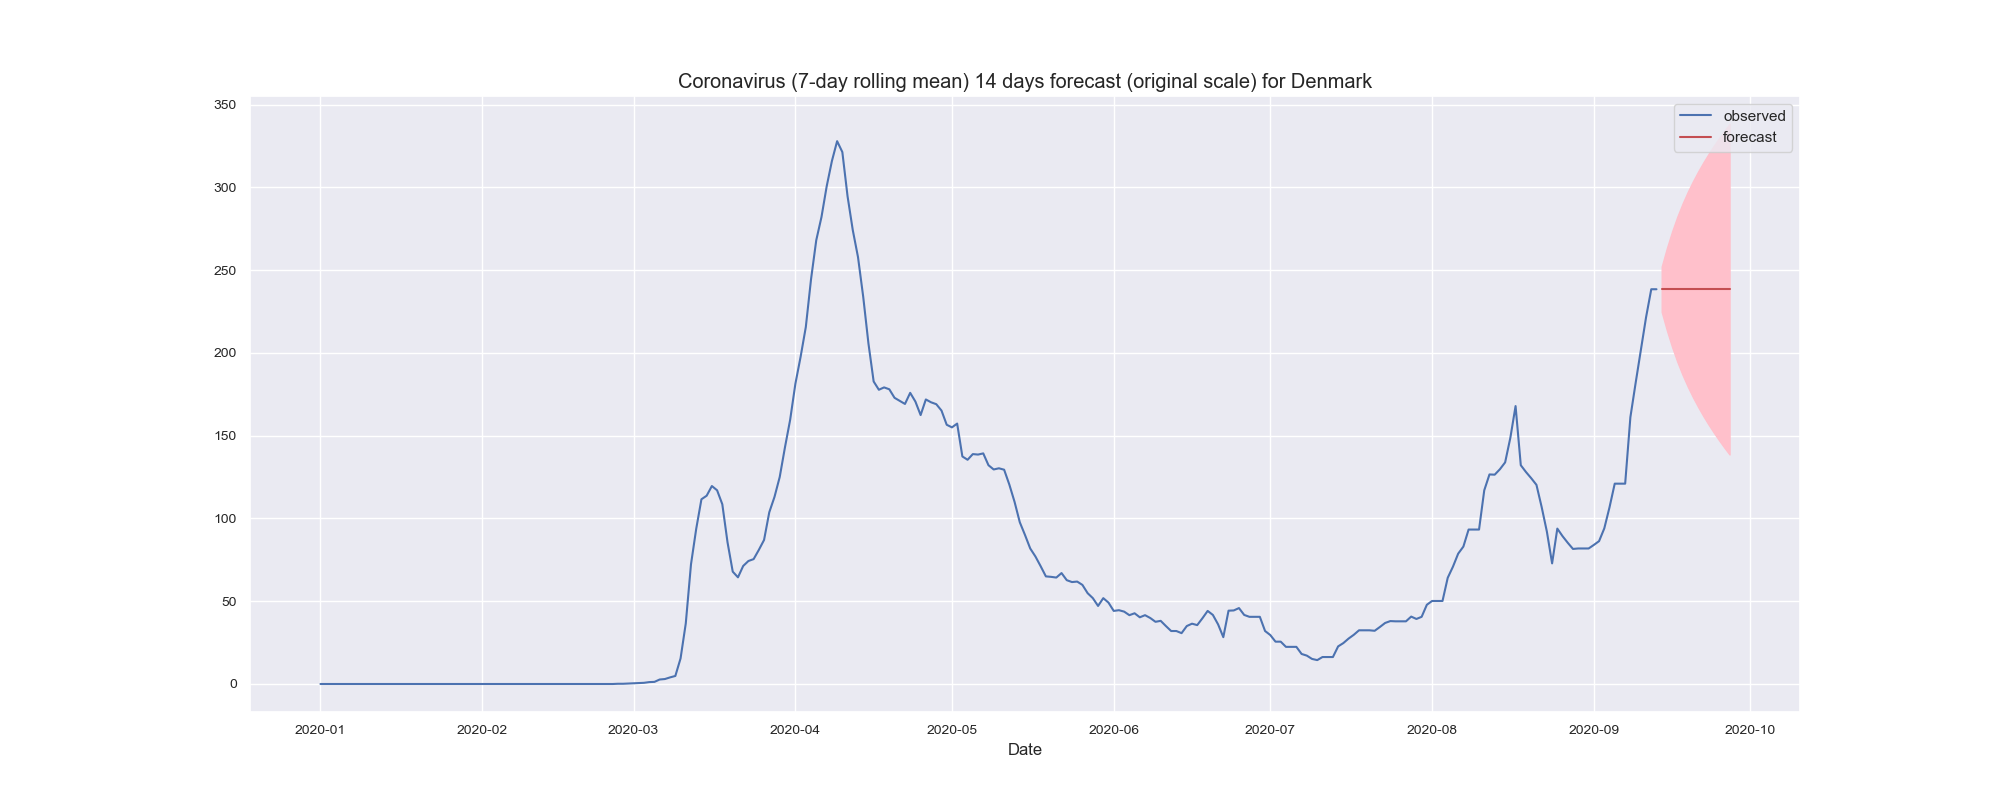 Coronavirus (7-day rolling mean) 14 days forecast (original scale) for Denmark
350
300
250
200
150
100
50
0
observed
forecast
2020-01 2020-02 2020-03 2020-04 2020-05 2020-06 2020-07 2020-08 2020-09 2020-10
Date